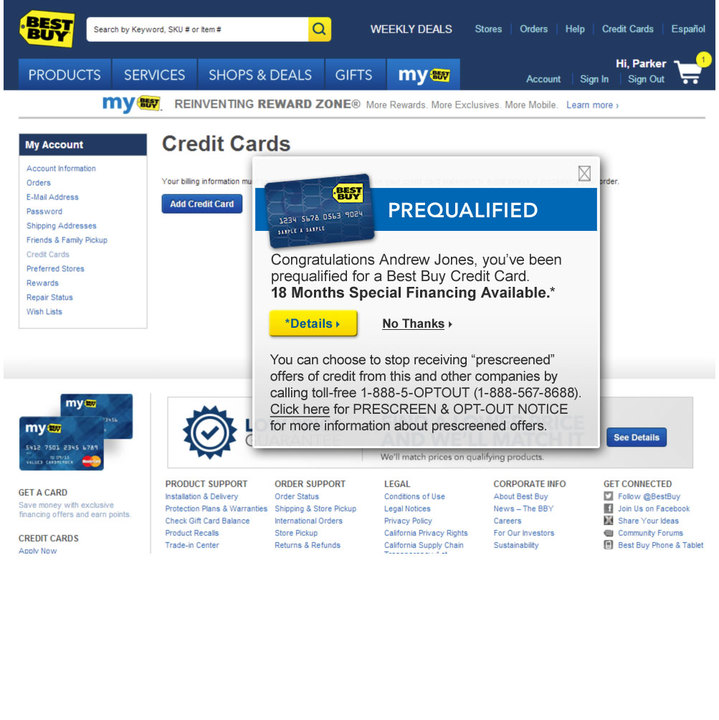 BEST BUY
Search by Keyword, SKU # or Item #
WEEKLY DEALS
Stores
Orders
Help
Credit Cards
Español
Hi, Parker
1
PRODUCTS
SERVICES
SHOPS & DEALS
GIFTS
my BEST BUY
Account
Sign In
Sign Out
my BEST BUY. REINVENTING REWARD ZONE® More Rewards. More Exclusives. More Mobile. Learn more ›
My Account
Account Information
Orders
E-Mail Address
Password
Shipping Addresses
Friends & Family Pickup
Credit Cards
Preferred Stores
Rewards
Repair Status
Wish Lists
Credit Cards
Your billing information mu
order.
Add Credit Card
BEST BUY
1234 5678 0563 9024
SAMPLE A SAMPLE
PREQUALIFIED
Congratulations Andrew Jones, you’ve been
prequalified for a Best Buy Credit Card.
18 Months Special Financing Available.*
*Details ›
No Thanks ›
You can choose to stop receiving “prescreened”
offers of credit from this and other companies by
calling toll-free 1-888-5-OPTOUT (1-888-567-8688).
Click here for PRESCREEN & OPT-OUT NOTICE
for more information about prescreened offers.
my BEST BUY
my BEST BUY
5412 7501 2345 6789
VALUED CARDMEMBER
MasterCard
GET A CARD
Save money with exclusive
financing offers and earn points.
CREDIT CARDS
Apply Now
AND WE'LL MATCH IT
We'll match prices on qualifying products.
See Details
PRODUCT SUPPORT
Installation & Delivery
Protection Plans & Warranties
Check Gift Card Balance
Product Recalls
Trade-in Center
ORDER SUPPORT
Order Status
Shipping & Store Pickup
International Orders
Store Pickup
Returns & Refunds
LEGAL
Conditions of Use
Legal Notices
Privacy Policy
California Privacy Rights
California Supply Chain
Transparency Act
CORPORATE INFO
About Best Buy
News – The BBY
Careers
For Our Investors
Sustainability
GET CONNECTED
Follow @BestBuy
Join Us on Facebook
Share Your Ideas
Community Forums
Best Buy Phone & Tablet